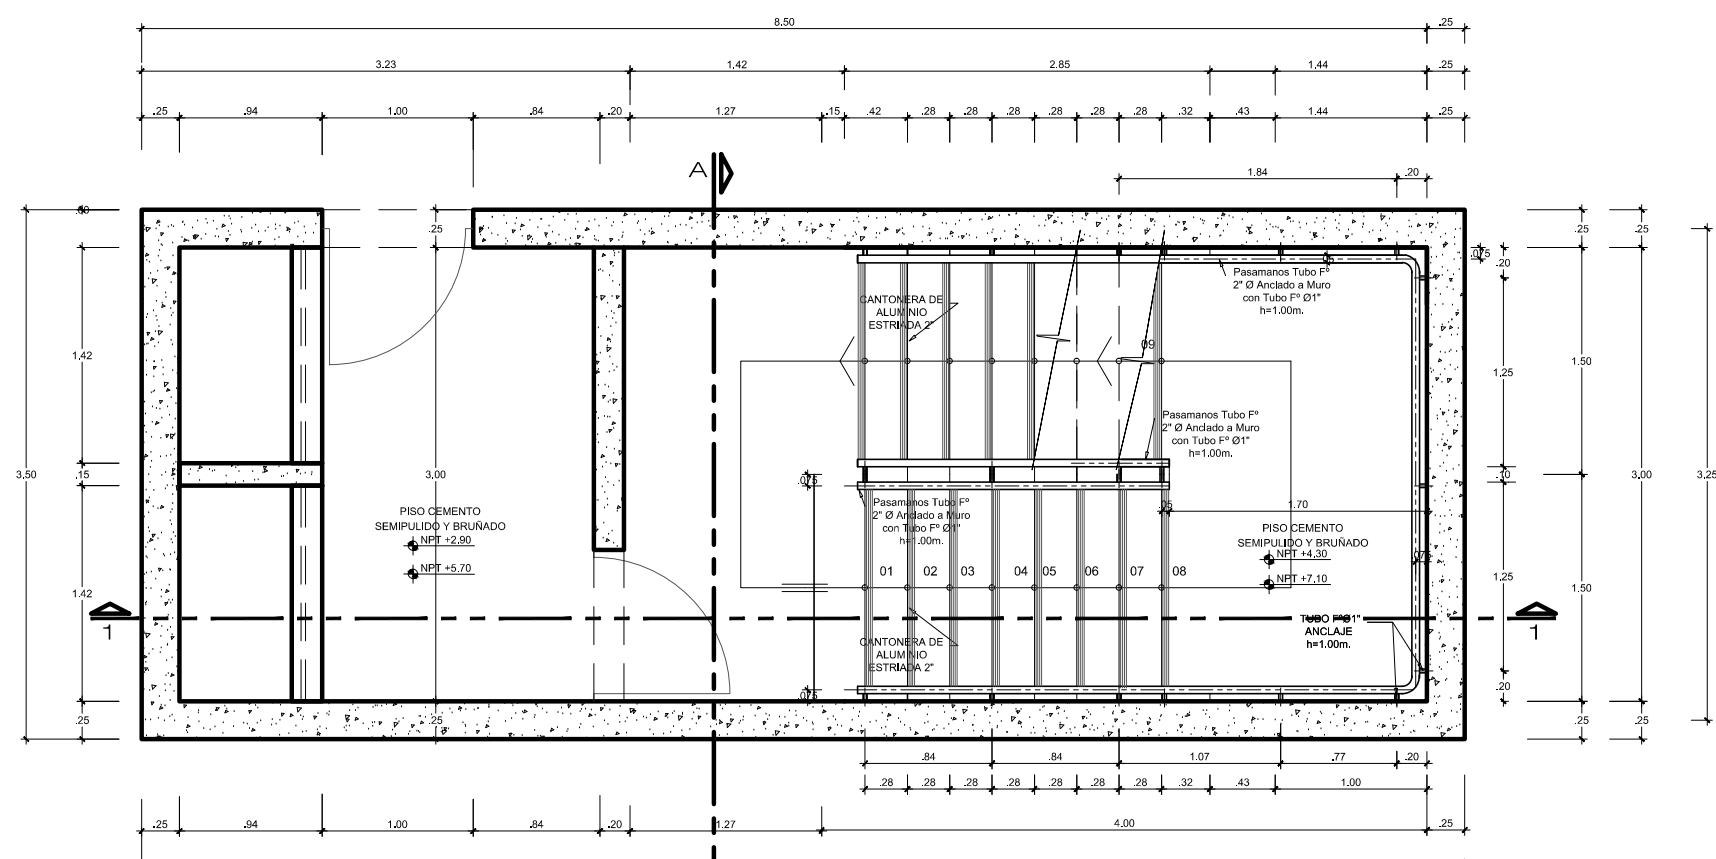 8.50
.25
3.23
1.42
2.85
1.44
.25
.25
.94
1.00
.84
.20
1.27
.15
.42
.28
.28
.28
.28
.28
.28
.32
.43
1.44
.25
A
1.84
.20
.60
.25
.25
.25
.075
.20
Pasamanos Tubo Fº
2" Ø Anclado a Muro
con Tubo Fº Ø1"
h=1.00m.
CANTONERA DE
ALUMINIO
ESTRIADA 2"
09
1.42
1.50
1.25
Pasamanos Tubo Fº
2" Ø Anclado a Muro
con Tubo Fº Ø1"
h=1.00m.
3.50
.15
3.00
.075
.10
3.00
3.25
Pasamanos Tubo Fº
2" Ø Anclado a Muro
con Tubo Fº Ø1"
h=1.00m.
.05
1.70
PISO CEMENTO
SEMIPULIDO Y BRUÑADO
NPT +2.90
NPT +5.70
PISO CEMENTO
SEMIPULIDO Y BRUÑADO
NPT +4.30
NPT +7.10
.075
01
02
03
04
05
06
07
08
1.42
1.25
1.50
1
1
TUBO FºØ1"
ANCLAJE
h=1.00m.
CANTONERA DE
ALUMINIO
ESTRIADA 2"
.075
.20
.25
.25
.25
.25
.84
.84
1.07
.77
.20
.28
.28
.28
.28
.28
.28
.28
.32
.43
1.00
.25
.94
1.00
.84
.20
1.27
4.00
.25